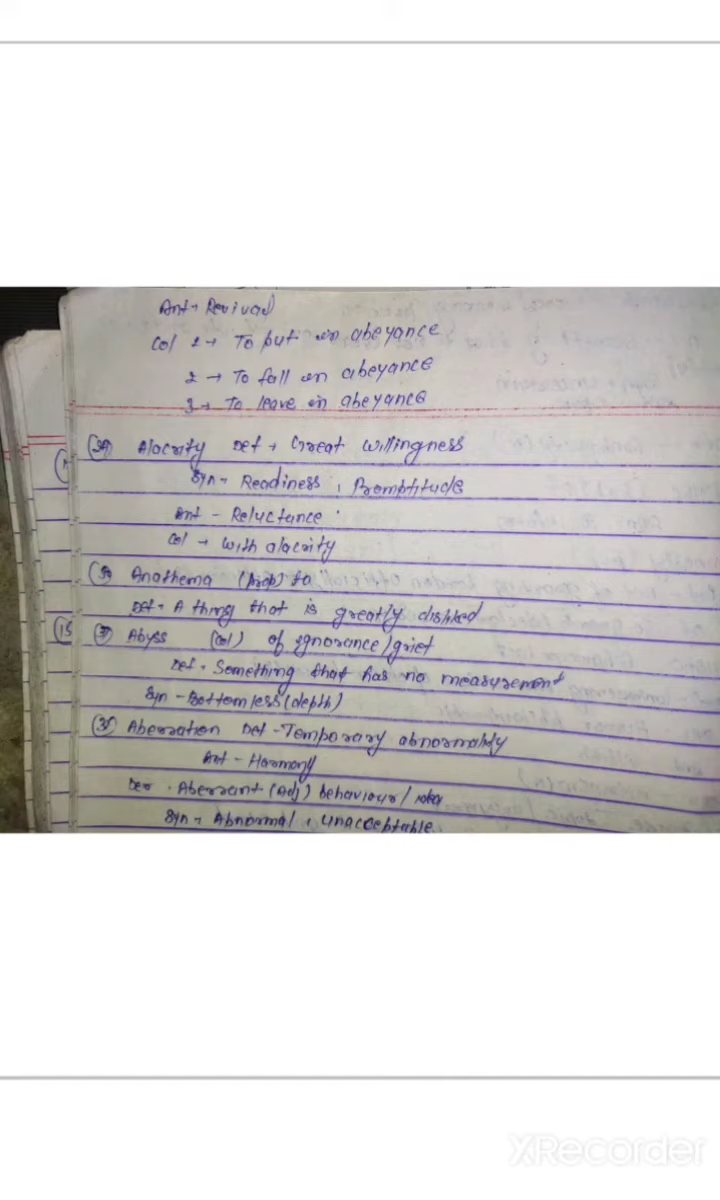 Ant → Revival
Col 1 → To put in abeyance
2 → To fall in abeyance
3 → To leave in abeyance
Alacrity Def → Great willingness
Syn → Readiness, Promptitude
Ant - Reluctance
Col → With alacrity
Anathema (Prep) to
Def → A thing that is greatly disliked
(15
Abyss (Col) of ignorance/grief
Def → Something that has no measurement
Syn - Bottomless (depth)
Aberration Def - Temporary abnormality
Ant - Harmony
Der → Aberrant (Adj) behaviour/
Syn → Abnormal, Unacceptable
XRecorder